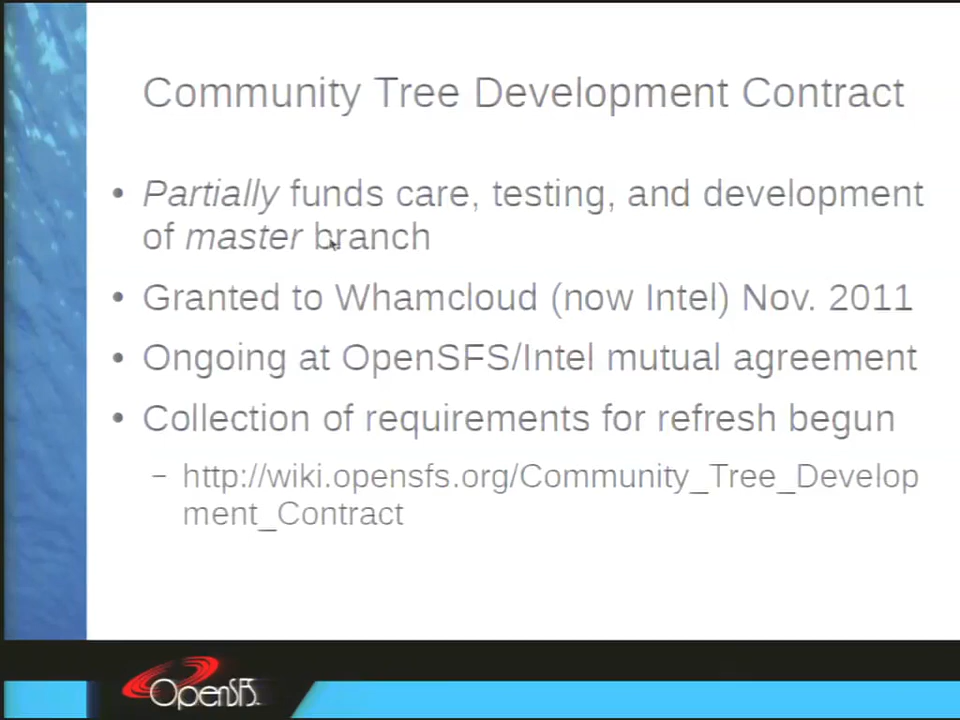 Community Tree Development Contract
• Partially funds care, testing, and development
of master branch
• Granted to Whamcloud (now Intel) Nov. 2011
• Ongoing at OpenSFS/Intel mutual agreement
• Collection of requirements for refresh begun
– http://wiki.opensfs.org/Community_Tree_Develop
ment_Contract
OpenSFS